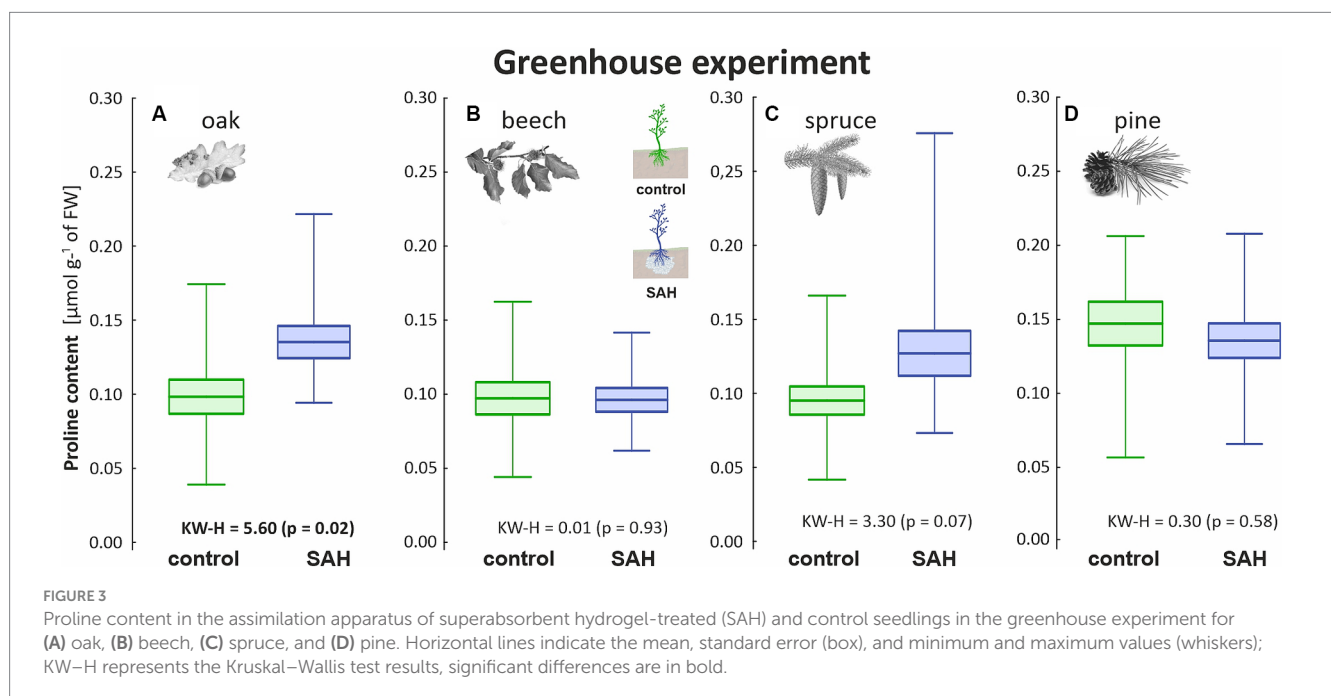 Greenhouse experiment
Proline content [µmol g-¹ of FW]
A oak
0.30
0.25
0.20
0.15
0.10
0.05
0.00
KW-H = 5.60 (p = 0.02)
control SAH
B beech
0.30
0.25
0.20
0.15
0.10
0.05
0.00
control
SAH
KW-H = 0.01 (p = 0.93)
control SAH
C spruce
0.30
0.25
0.20
0.15
0.10
0.05
0.00
KW-H = 3.30 (p = 0.07)
control SAH
D pine
0.30
0.25
0.20
0.15
0.10
0.05
0.00
KW-H = 0.30 (p = 0.58)
control SAH
FIGURE 3
Proline content in the assimilation apparatus of superabsorbent hydrogel-treated (SAH) and control seedlings in the greenhouse experiment for
(A) oak, (B) beech, (C) spruce, and (D) pine. Horizontal lines indicate the mean, standard error (box), and minimum and maximum values (whiskers);
KW–H represents the Kruskal–Wallis test results, significant differences are in bold.